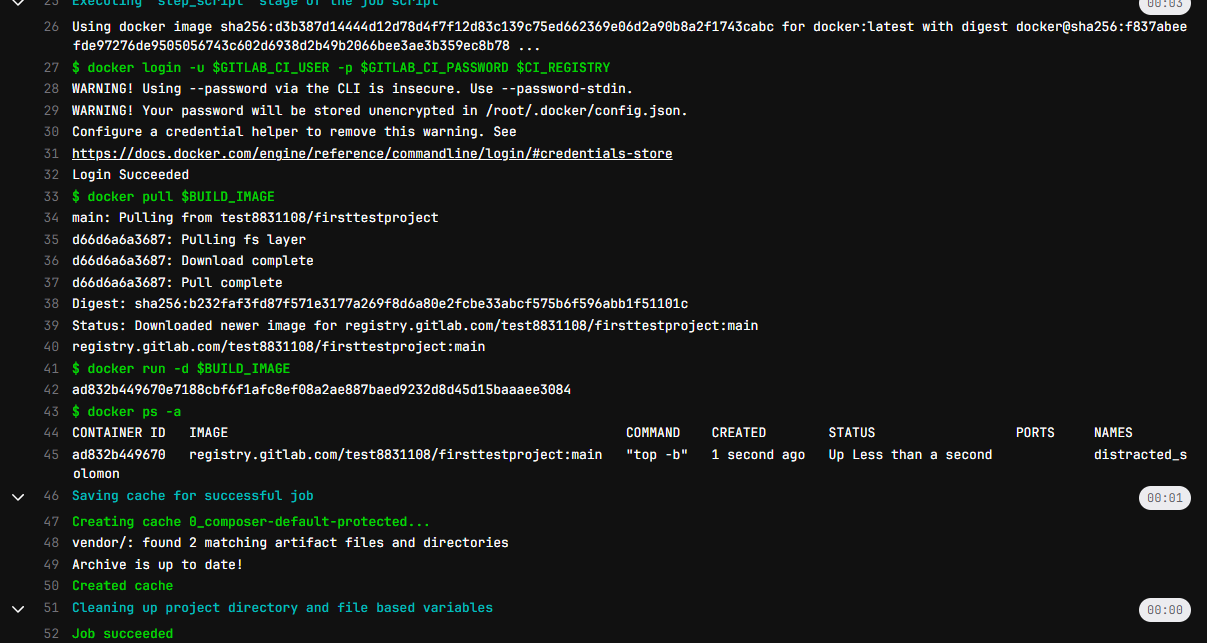 23 Executing "step_script" stage of the job script 00:03
26 Using docker image sha256:d3b387d14444d12d78d4f7f12d83c139c75ed662369e06d2a90b8a2f1743cabc for docker:latest with digest docker@sha256:f837abee
fde97276de9505056743c602d6938d2b49b2066bee3ae3b359ec8b78 ...
27 $ docker login -u $GITLAB_CI_USER -p $GITLAB_CI_PASSWORD $CI_REGISTRY
28 WARNING! Using --password via the CLI is insecure. Use --password-stdin.
29 WARNING! Your password will be stored unencrypted in /root/.docker/config.json.
30 Configure a credential helper to remove this warning. See
31 https://docs.docker.com/engine/reference/commandline/login/#credentials-store
32 Login Succeeded
33 $ docker pull $BUILD_IMAGE
34 main: Pulling from test8831108/firsttestproject
35 d66d6a6a3687: Pulling fs layer
36 d66d6a6a3687: Download complete
37 d66d6a6a3687: Pull complete
38 Digest: sha256:b232faf3fd87f571e3177a269f8d6a80e2fcbe33abcf575b6f596abb1f51101c
39 Status: Downloaded newer image for registry.gitlab.com/test8831108/firsttestproject:main
40 registry.gitlab.com/test8831108/firsttestproject:main
41 $ docker run -d $BUILD_IMAGE
42 ad832b449670e7188cbf6f1afc8ef08a2ae887baed9232d8d45d15baaaee3084
43 $ docker ps -a
44 CONTAINER ID IMAGE COMMAND CREATED STATUS PORTS NAMES
45 ad832b449670 registry.gitlab.com/test8831108/firsttestproject:main "top -b" 1 second ago Up Less than a second distracted_s
olomon
46 Saving cache for successful job 00:01
47 Creating cache 0_composer-default-protected...
48 vendor/: found 2 matching artifact files and directories
49 Archive is up to date!
50 Created cache
51 Cleaning up project directory and file based variables 00:00
52 Job succeeded